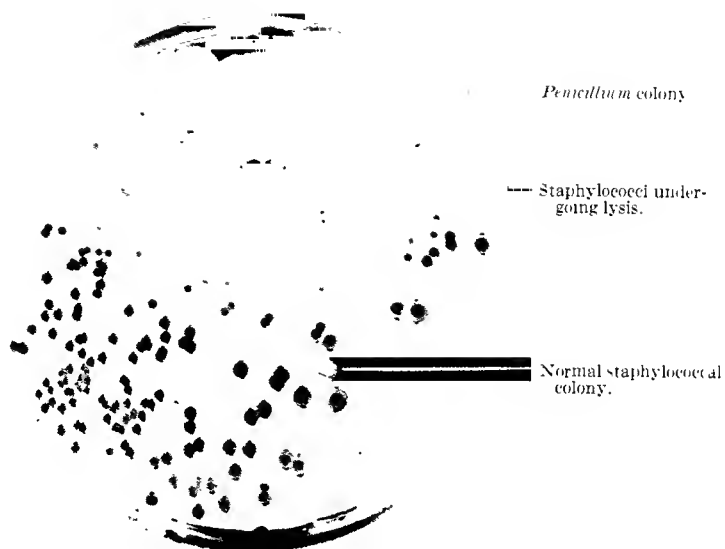 Penicillium colony
Staphylococci under-
going lysis.
Normal staphylococcal
colony.